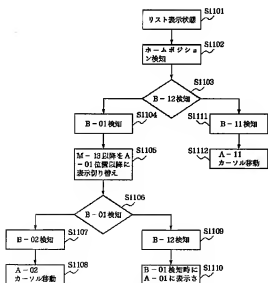 S1101
リスト表示状態
S1102
ホームポジショ
ン検知
S1103
B-12検知
S1104
B-01検知
S1111
B-11検知
S1105
M-13以降をA
-01位置以降に
表示切り替え
S1112
A-11
カーソル移動
S1106
B-01検知
S1107
B-02検知
S1109
B-12検知
S1108
A-02
カーソル移動
S1110
B-01検知時に
A-01に表示さ